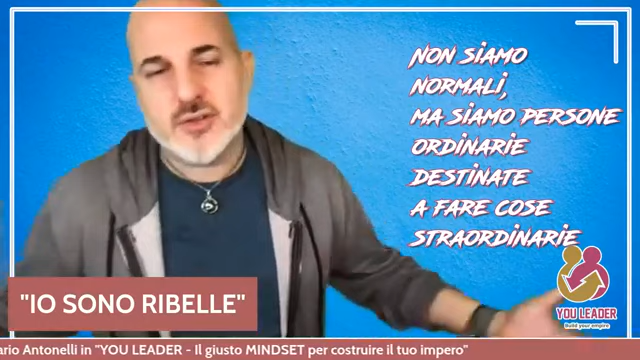 NON SIAMO
NORMALI,
MA SIAMO PERSONE
ORDINARIE
DESTINATE
A FARE COSE
STRAORDINARIE
YOU LEADER
Build your empire
"IO SONO RIBELLE"
ario Antonelli in "YOU LEADER - Il giusto MINDSET per costruire il tuo impero"